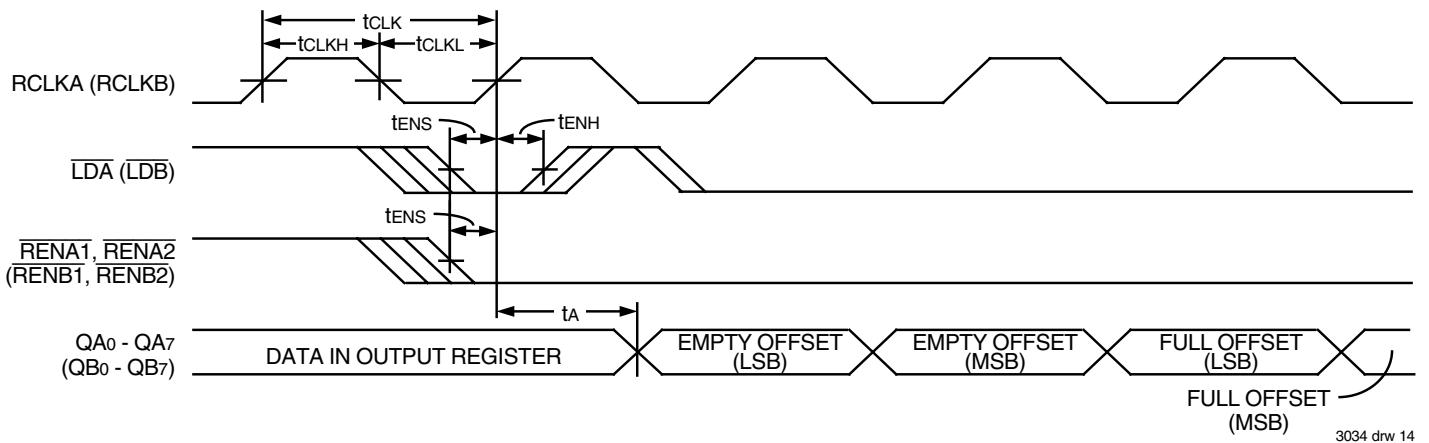 tCLK
tCLKH
tCLKL
RCLKA (RCLKB)
tENS
tENH
LDA (LDB)
tENS
RENA1, RENA2
(RENB1, RENB2)
tA
QA0 - QA7
(QB0 - QB7)
DATA IN OUTPUT REGISTER
EMPTY OFFSET
(LSB)
EMPTY OFFSET
(MSB)
FULL OFFSET
(LSB)
FULL OFFSET
(MSB)
3034 drw 14